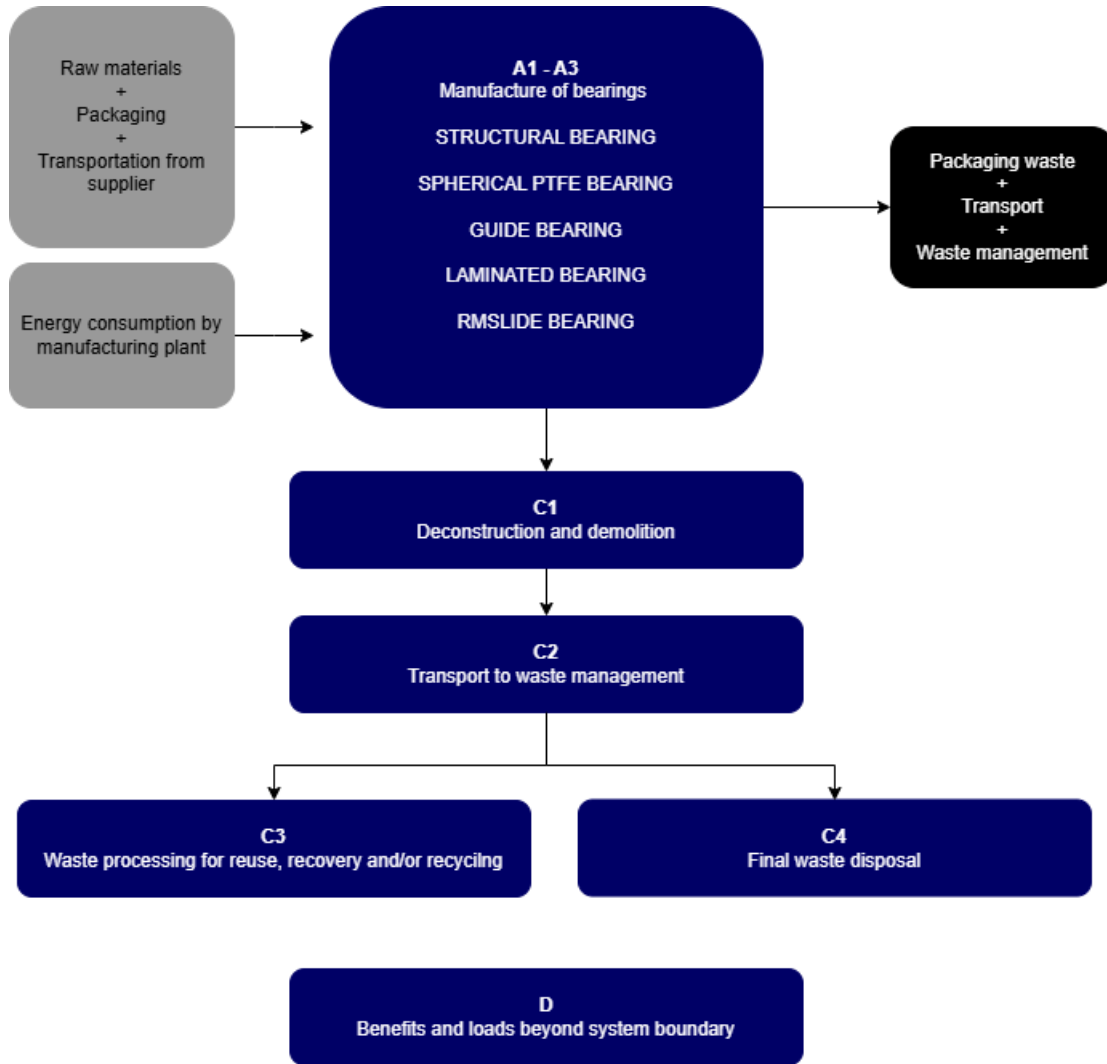 Raw materials
+
Packaging
+
Transportation from
supplier
Energy consumption by
manufacturing plant
A1 - A3
Manufacture of bearings
STRUCTURAL BEARING
SPHERICAL PTFE BEARING
GUIDE BEARING
LAMINATED BEARING
RMSLIDE BEARING
Packaging waste
+
Transport
+
Waste management
C1
Deconstruction and demolition
C2
Transport to waste management
C3
Waste processing for reuse, recovery and/or recycilng
C4
Final waste disposal
D
Benefits and loads beyond system boundary